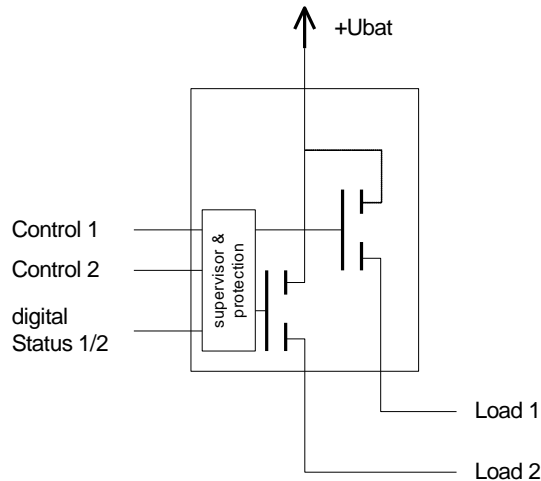 +Ubat
Control 1
Control 2
digital
Status 1/2
supervisor &
protection
Load 1
Load 2